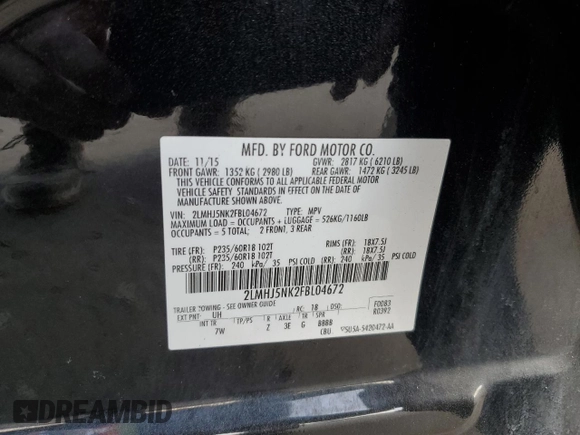 MFD. BY FORD MOTOR CO.
DATE: 11/15 GVWR: 2817 KG ( 6210 LB)
FRONT GAWR: 1352 KG ( 2980 LB) REAR GAWR: 1472 KG ( 3245 LB)
THIS VEHICLE CONFORMS TO ALL APPLICABLE FEDERAL MOTOR
VEHICLE SAFETY STANDARDS IN EFFECT ON THE DATE OF
MANUFACTURE SHOWN ABOVE.
VIN: 2LMHJ5NK2FBL04672 TYPE: MPV
MAXIMUM LOAD = OCCUPANTS + LUGGAGE = 526KG/1160LB
OCCUPANTS = 5 TOTAL; 2 FRONT, 3 REAR
TIRE (FR) P235/60R18 102T RIMS (FR): 18X7.5J
(RR) P235/60R18 102T (RR): 18X7.5J
PRESSURE (FR) 240 kPa/ 35 PSI COLD (RR) 240 kPa/ 35 PSI COLD
2LMHJ5NK2FBL04672
TRAILER TOWING - SEE OWNER GUIDE
EXT PNT: UH RC: 18 DSO: F0083
INT TR TP/PS R AXLE TR SPR R0392
7W Z 3E G BBBB
CBU
DREAMBID